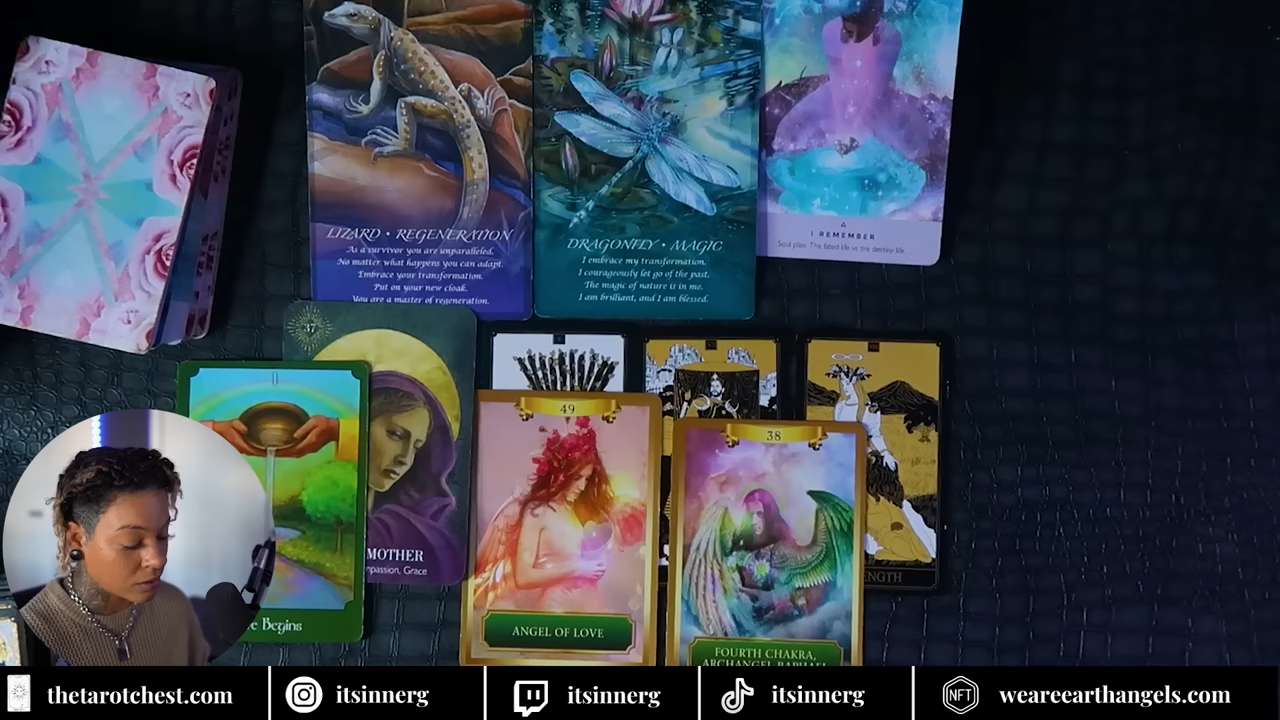 LIZARD • REGENERATION
As a survivor you are unparalleled.
No matter what happens you can adapt.
Embrace your transformation.
Put on your new cloak.
You are a master of regeneration.
DRAGONFLY • MAGIC
I embrace my transformation.
I courageously let go of the past.
The magic of nature is in me.
I am brilliant, and I am blessed.
I REMEMBER
Soul plan. The fated life vs the destiny life.
37
MOTHER
Grace
49
ANGEL OF LOVE
38
FOURTH CHAKRA,
ARCHANGEL RAPHAEL
Begins
thetarotchest.com
itsinnerg
itsinnerg
itsinnerg
NFT
weareearthangels.com